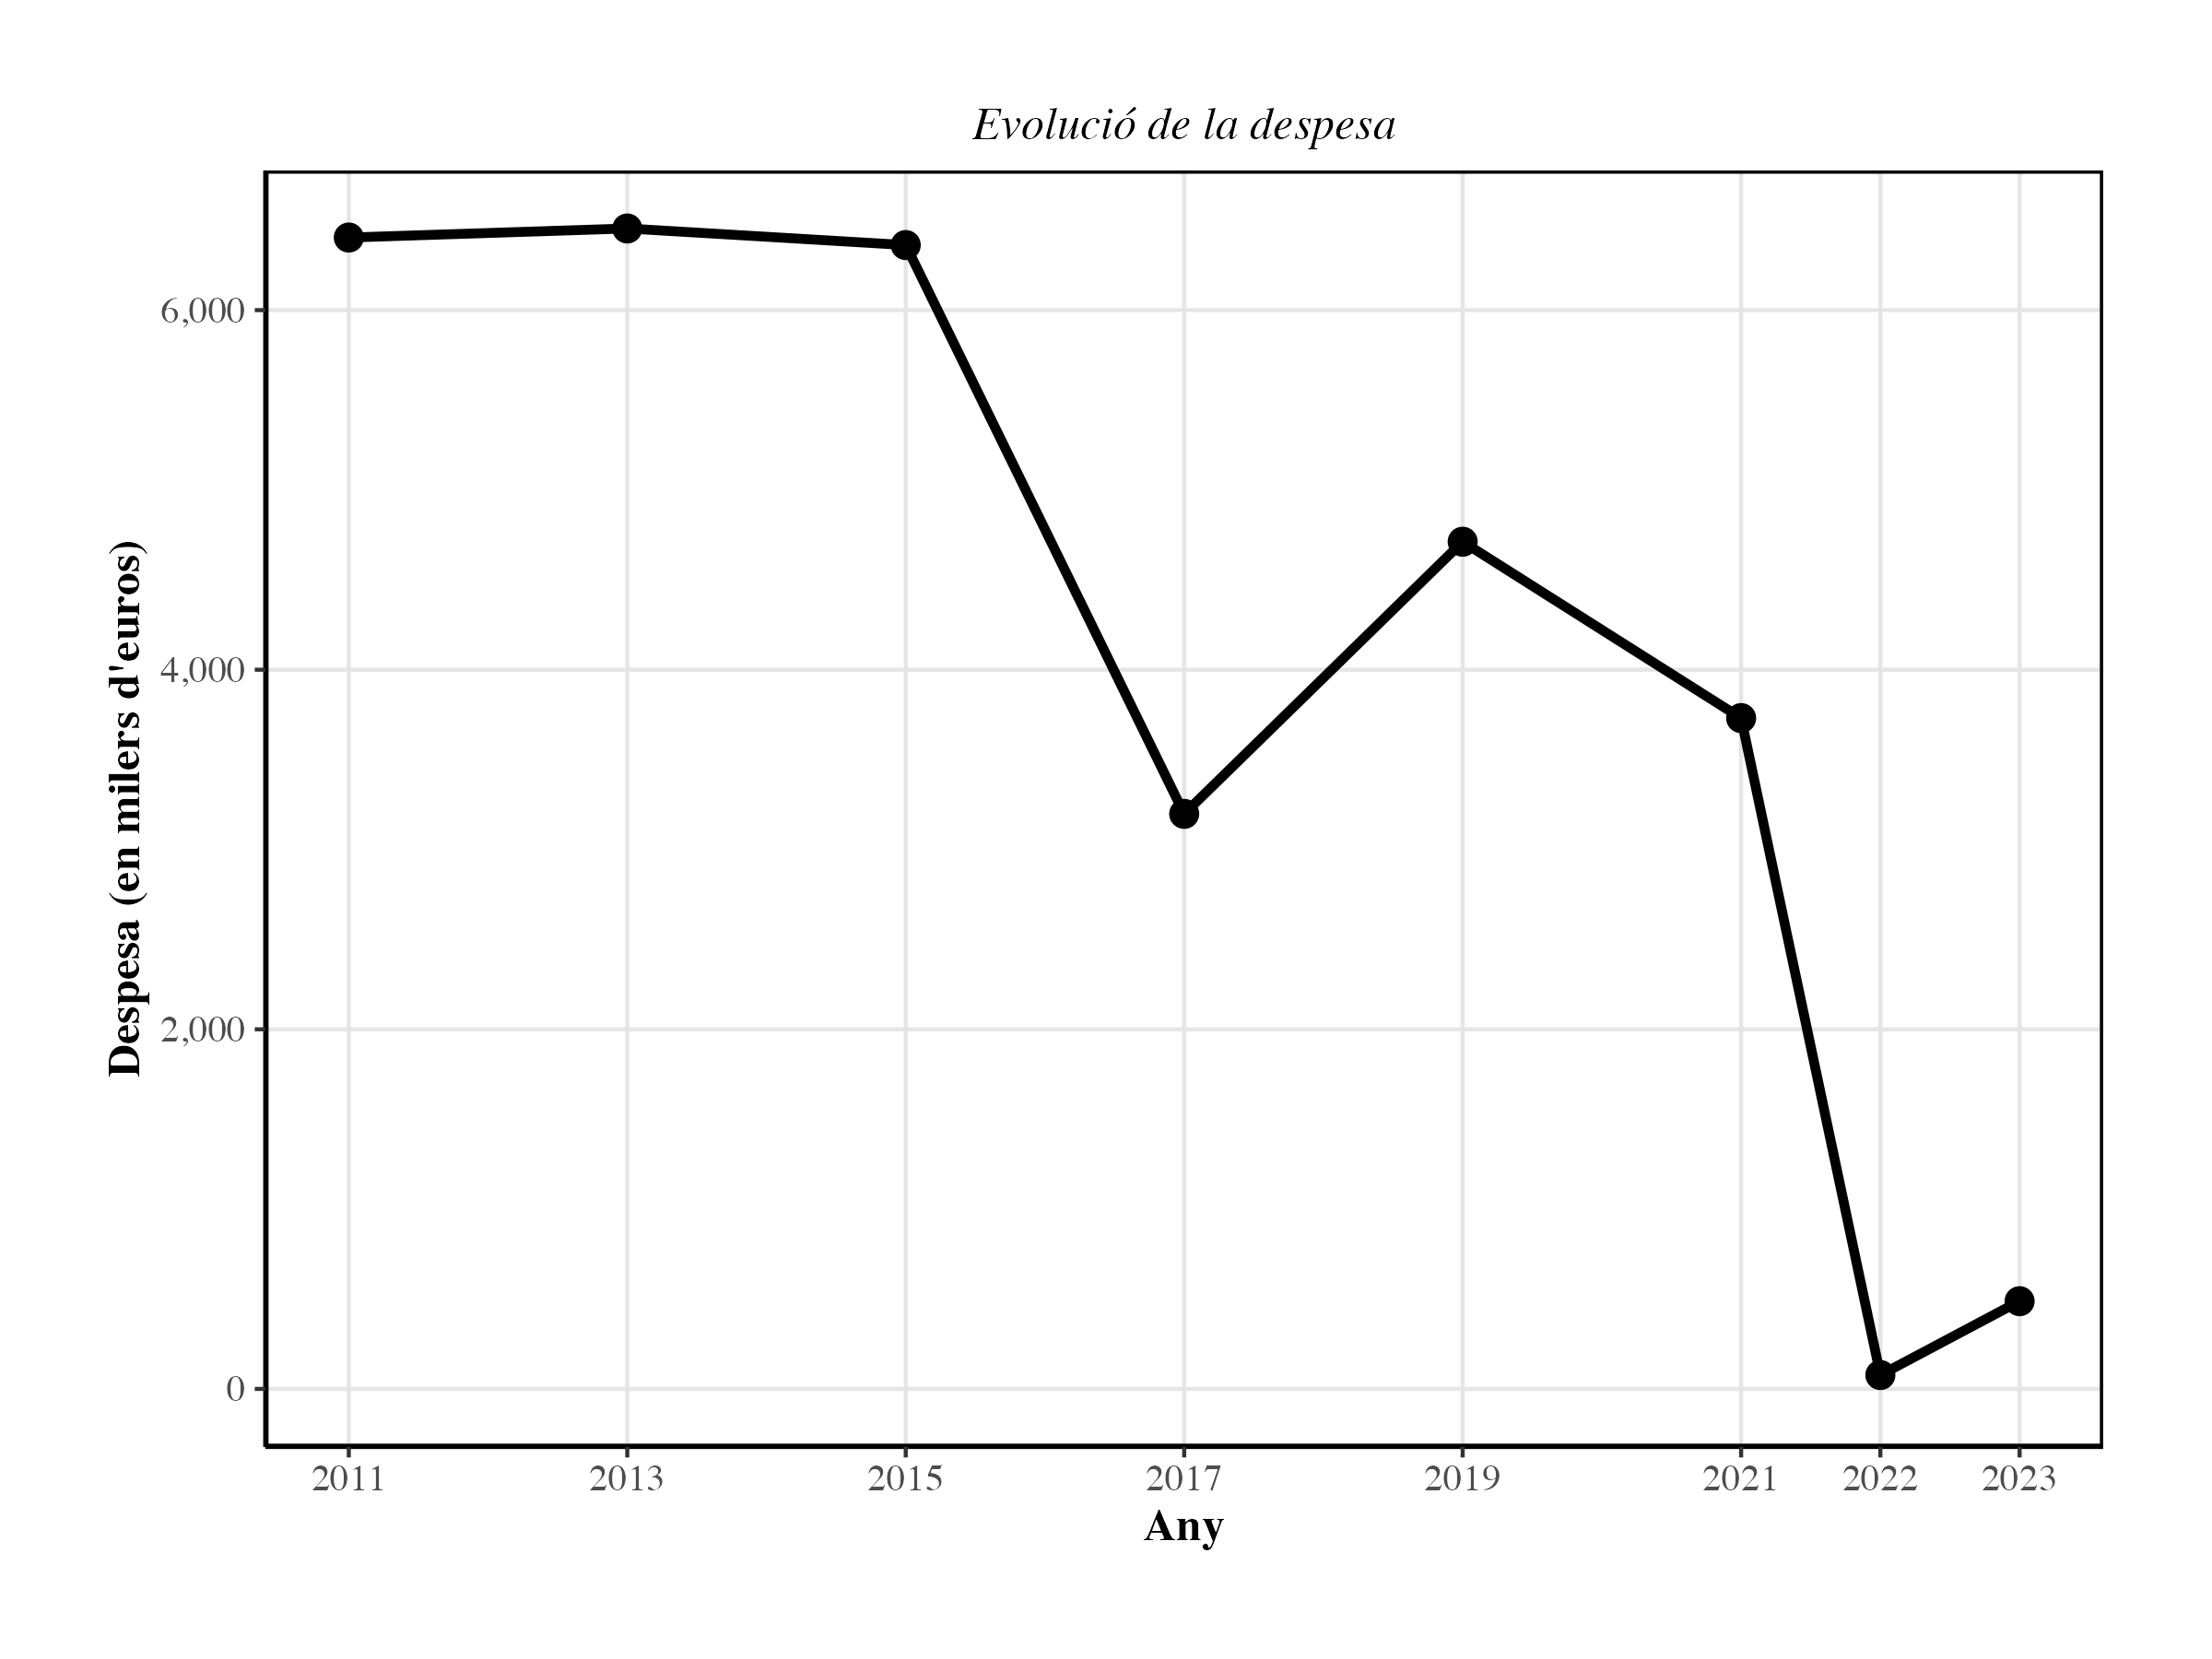 Evolució de la despesa
Despesa (en milers d'euros)
6,000
4,000
2,000
0
2011 2013 2015 2017 2019 2021 2022 2023
Any